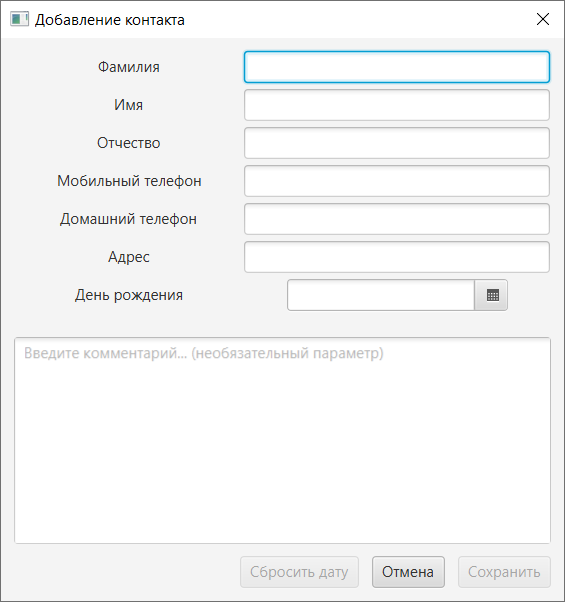 Добавление контакта
Фамилия
Имя
Отчество
Мобильный телефон
Домашний телефон
Адрес
День рождения
Введите комментарий... (необязательный параметр)
Сбросить дату Отмена Сохранить